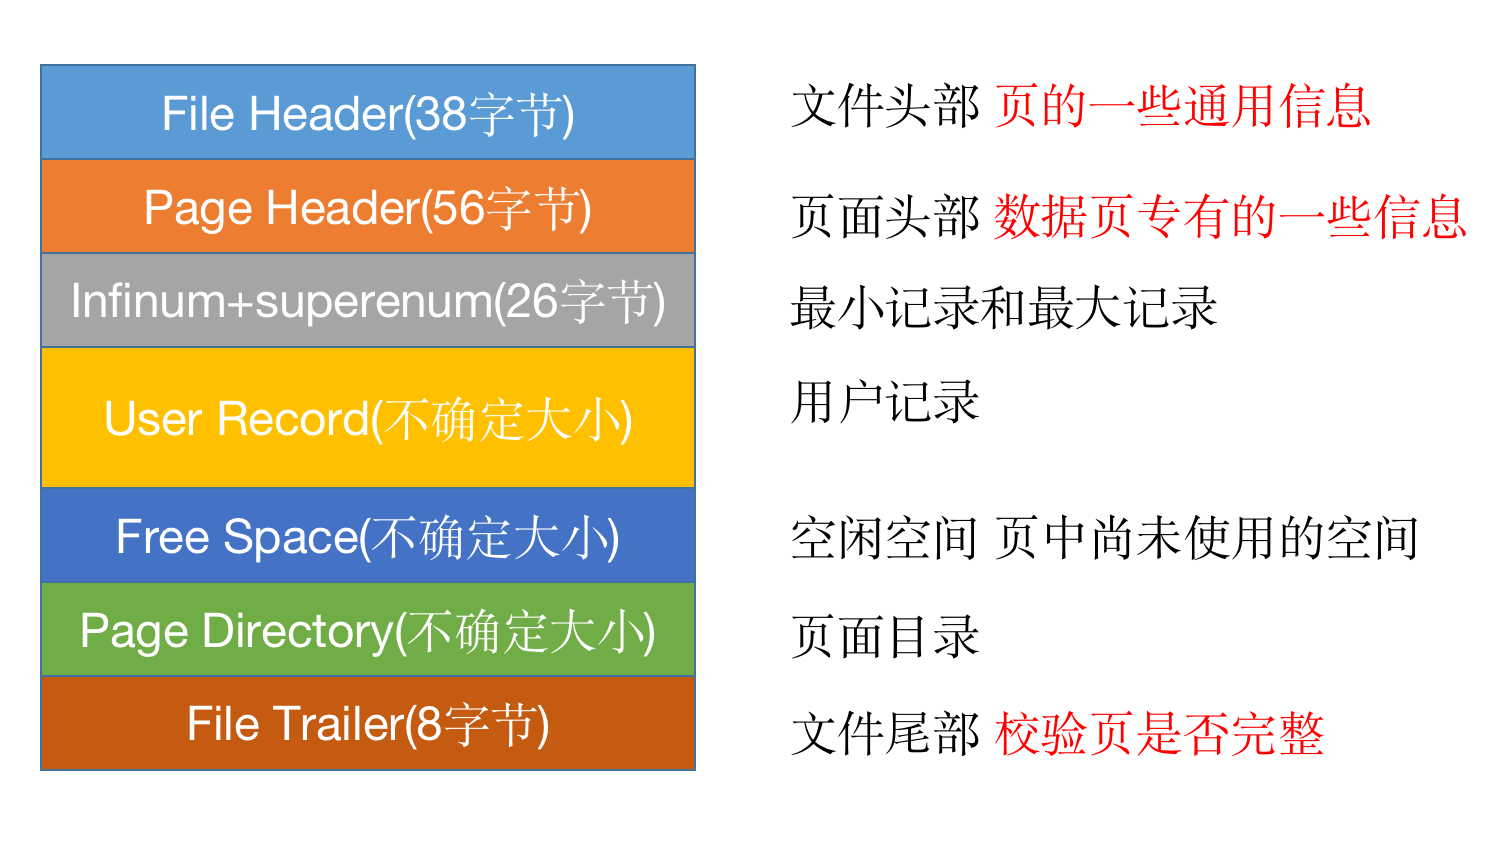 File Header(38字节)
文件头部 页的一些通用信息
Page Header(56字节)
页面头部 数据页专有的一些信息
Infinum+superenum(26字节)
最小记录和最大记录
User Record(不确定大小)
用户记录
Free Space(不确定大小)
空闲空间 页中尚未使用的空间
Page Directory(不确定大小)
页面目录
File Trailer(8字节)
文件尾部 校验页是否完整